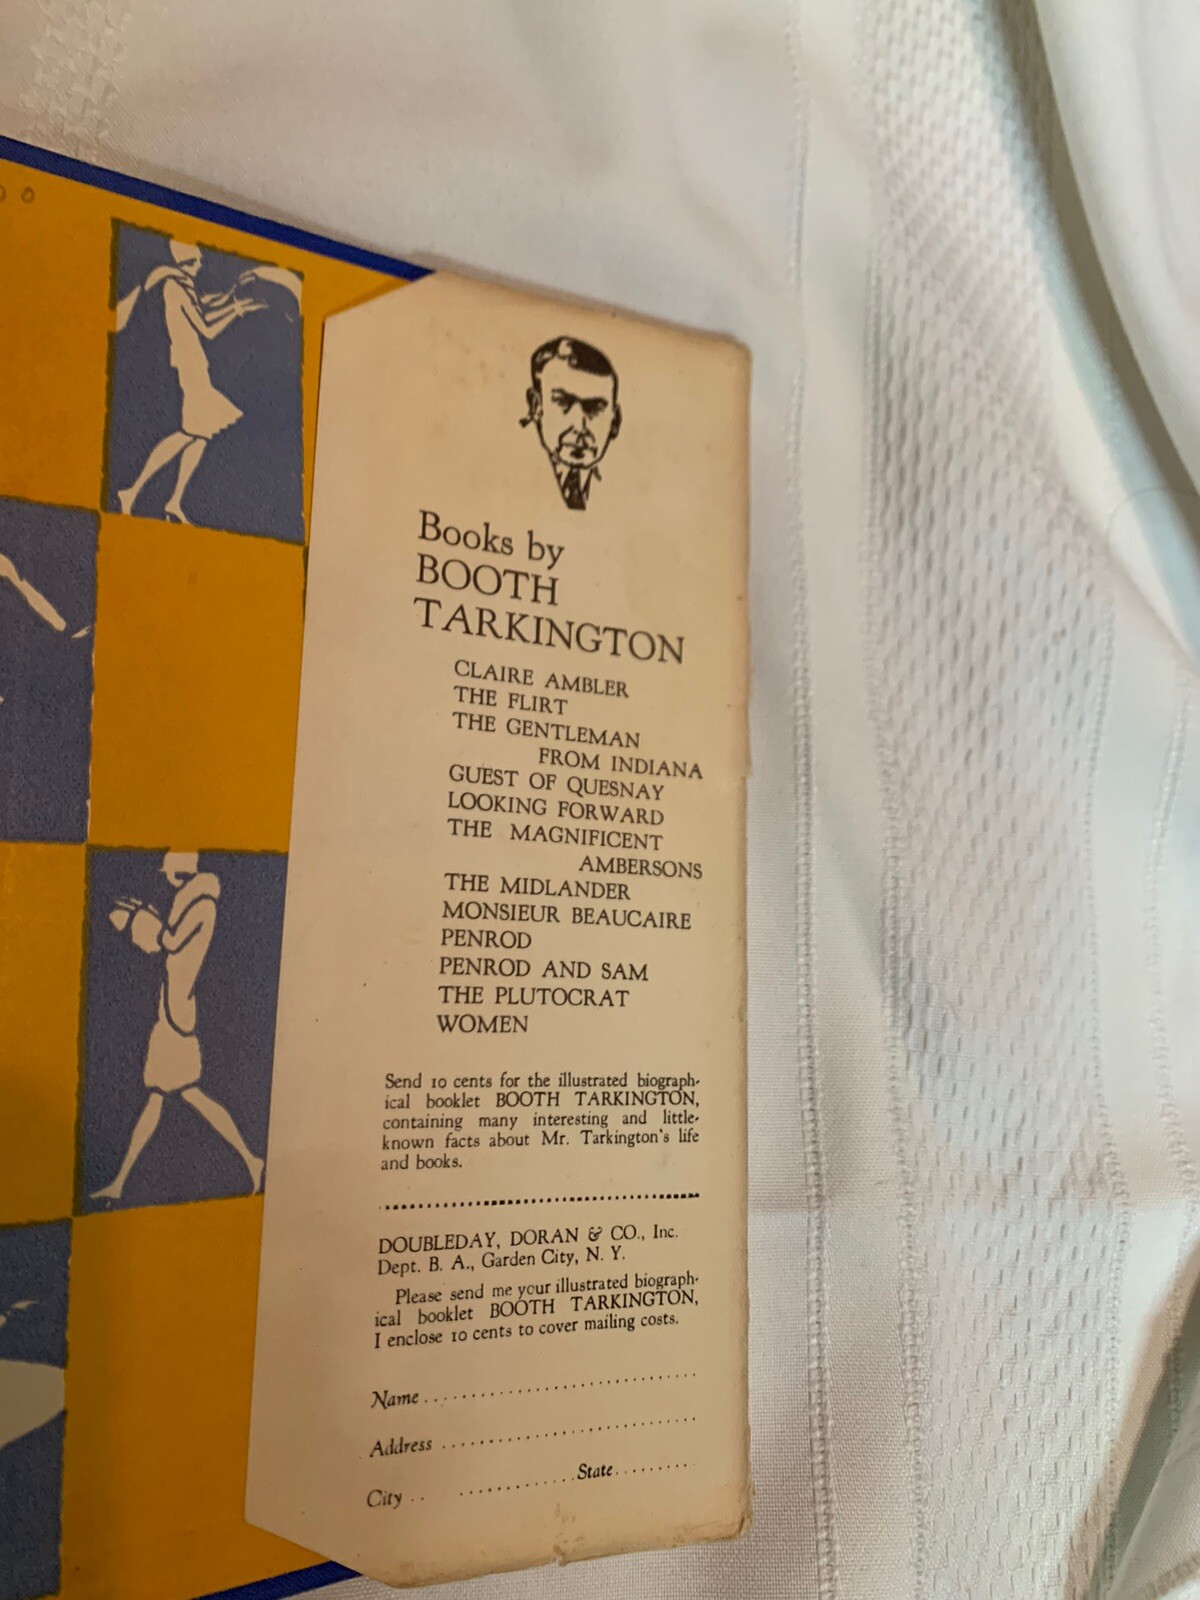 Books by
BOOTH
TARKINGTON
CLAIRE AMBLER
THE FLIRT
THE GENTLEMAN
FROM INDIANA
GUEST OF QUESNAY
LOOKING FORWARD
THE MAGNIFICENT
AMBERSONS
THE MIDLANDER
MONSIEUR BEAUCAIRE
PENROD
PENROD AND SAM
THE PLUTOCRAT
WOMEN
Send 10 cents for the illustrated biograph-
ical booklet BOOTH TARKINGTON,
containing many interesting and little-
known facts about Mr. Tarkington's life
and books.
DOUBLEDAY, DORAN & CO., Inc.
Dept. B. A., Garden City, N. Y.
Please send me your illustrated biograph-
ical booklet BOOTH TARKINGTON,
I enclose 10 cents to cover mailing costs.
Name
Address
City State